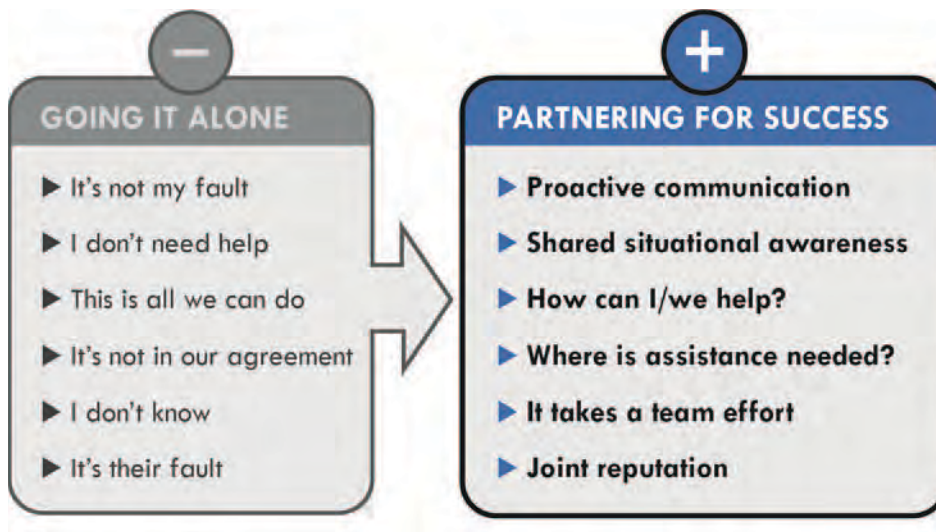 GOING IT ALONE
▶ It's not my fault
▶ I don't need help
▶ This is all we can do
▶ It's not in our agreement
▶ I don't know
▶ It's their fault
PARTNERING FOR SUCCESS
▶ Proactive communication
▶ Shared situational awareness
▶ How can I/we help?
▶ Where is assistance needed?
▶ It takes a team effort
▶ Joint reputation